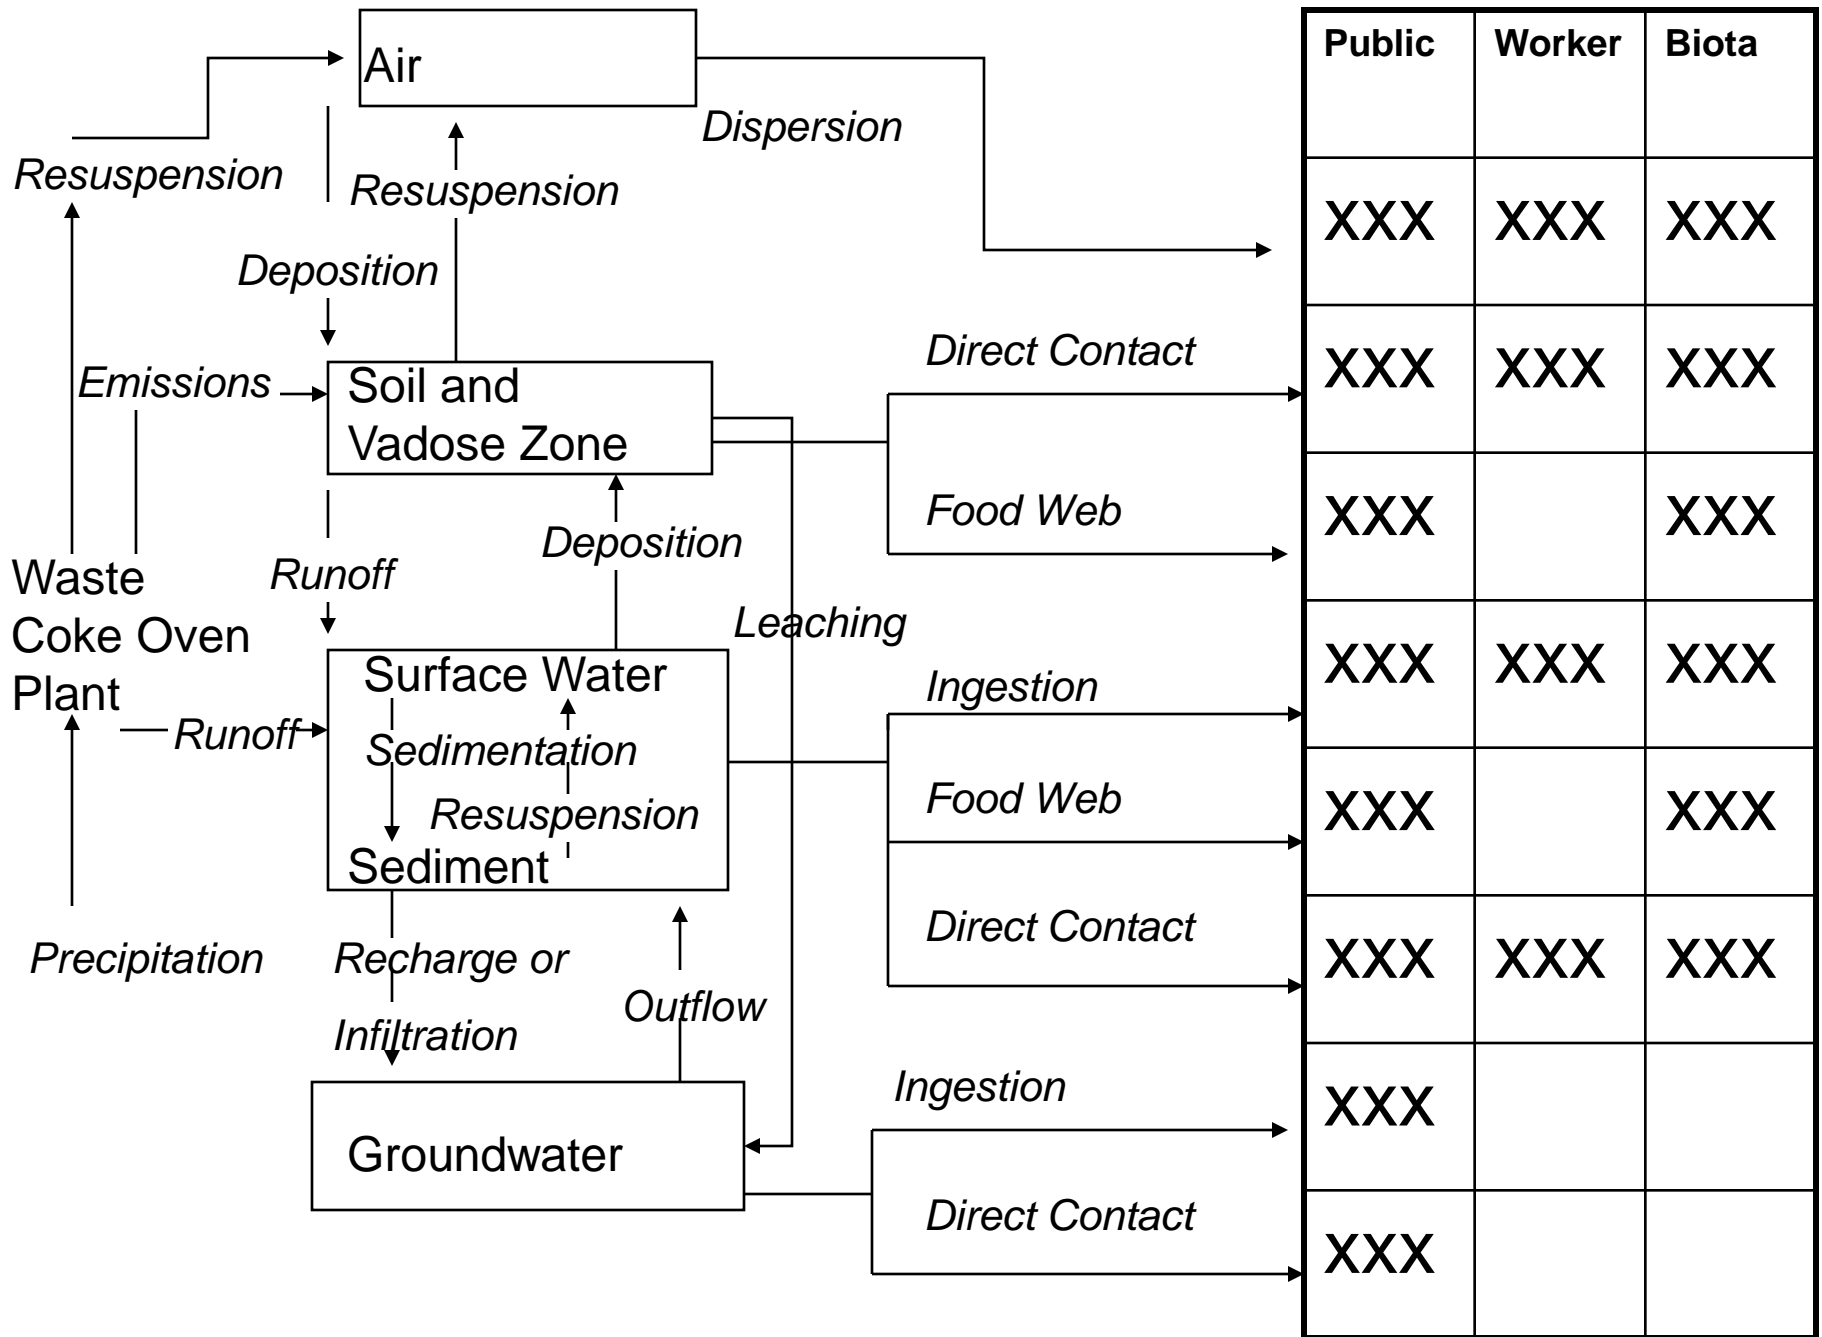 Air
Public Worker Biota
Dispersion
Resuspension
Resuspension
XXX XXX XXX
Deposition
Direct Contact
XXX XXX XXX
Emissions
Soil and
Vadose Zone
Food Web
XXX XXX
Deposition
Runoff
Waste
Coke Oven
Plant
Leaching
Surface Water
Ingestion
XXX XXX XXX
Runoff
Sedimentation
Resuspension
Food Web
XXX XXX
Sediment
Direct Contact
XXX XXX XXX
Precipitation
Recharge or
Infiltration
Outflow
Ingestion
XXX
Groundwater
Direct Contact
XXX